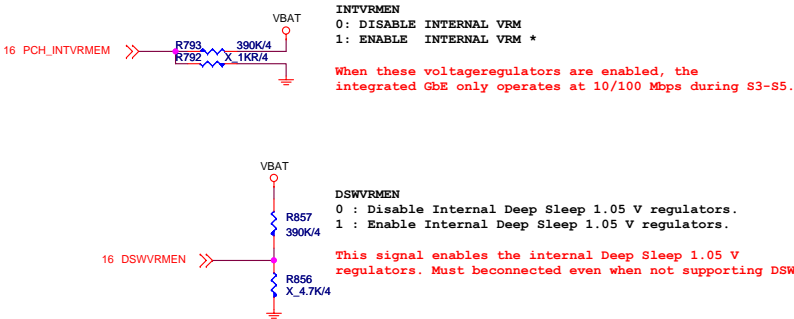 INTVRMEN
0: DISABLE INTERNAL VRM
1: ENABLE INTERNAL VRM *
VBAT
R793 390K/4
16 PCH_INTVRMEM
R792 X_1KR/4
When these voltageregulators are enabled, the
integrated GbE only operates at 10/100 Mbps during S3-S5.
VBAT
DSWVRMEN
0 : Disable Internal Deep Sleep 1.05 V regulators.
1 : Enable Internal Deep Sleep 1.05 V regulators.
R857
390K/4
16 DSWVRMEN
This signal enables the internal Deep Sleep 1.05 V
regulators. Must beconnected even when not supporting DSW
R856
X_4.7K/4